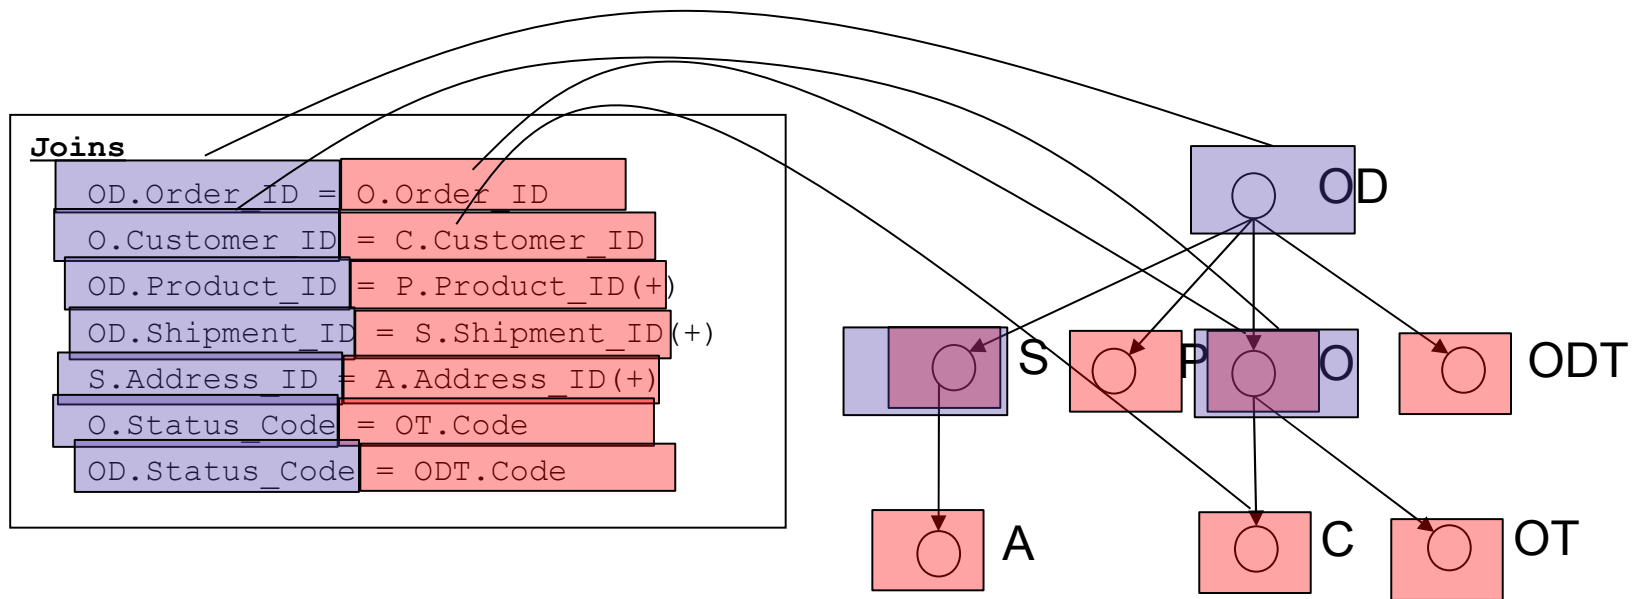 Joins
OD.Order_ID = O.Order_ID
O.Customer_ID = C.Customer_ID
OD.Product_ID = P.Product_ID(+)
OD.Shipment_ID = S.Shipment_ID(+)
S.Address_ID = A.Address_ID(+)
O.Status_Code = OT.Code
OD.Status_Code = ODT.Code
OD
S P O ODT
A C OT